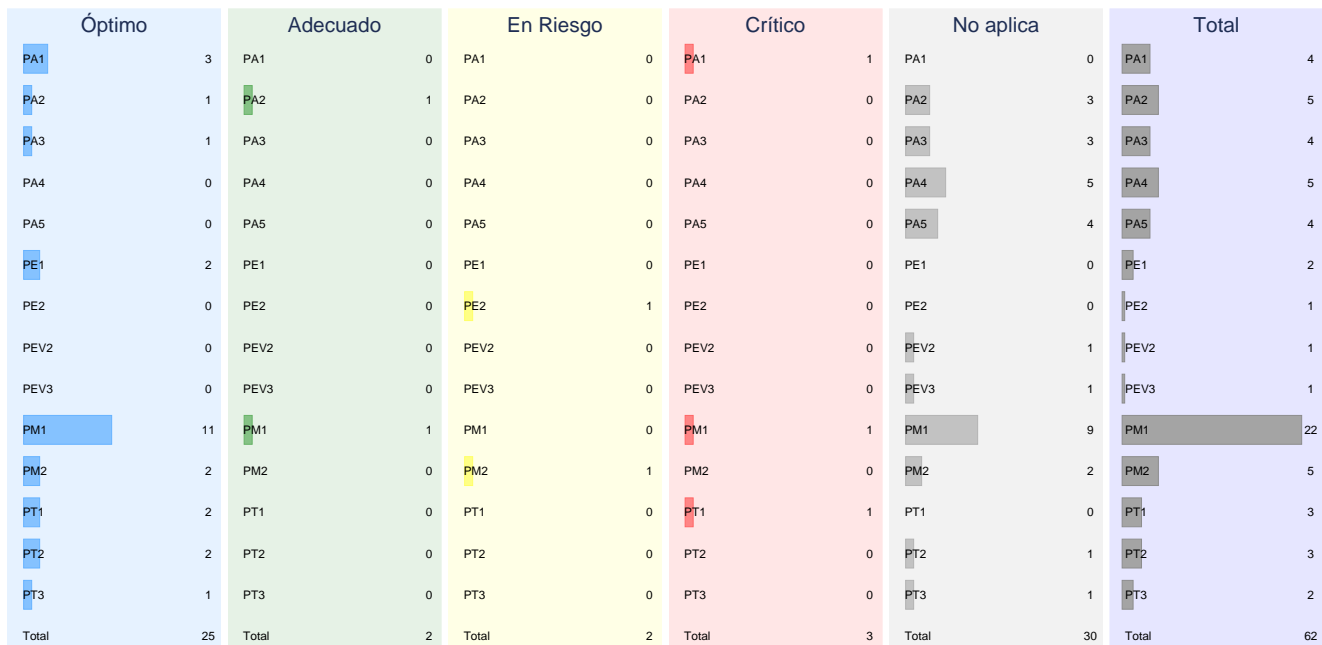 Óptimo Adecuado En Riesgo Crítico No aplica Total
PA1 3 PA1 0 PA1 0 PA1 1 PA1 0 PA1 4
PA2 1 PA2 1 PA2 0 PA2 0 PA2 3 PA2 5
PA3 1 PA3 0 PA3 0 PA3 0 PA3 3 PA3 4
PA4 0 PA4 0 PA4 0 PA4 0 PA4 5 PA4 5
PA5 0 PA5 0 PA5 0 PA5 0 PA5 4 PA5 4
PE1 2 PE1 0 PE1 0 PE1 0 PE1 0 PE1 2
PE2 0 PE2 0 PE2 1 PE2 0 PE2 0 PE2 1
PEV2 0 PEV2 0 PEV2 0 PEV2 0 PEV2 1 PEV2 1
PEV3 0 PEV3 0 PEV3 0 PEV3 0 PEV3 1 PEV3 1
PM1 11 PM1 1 PM1 0 PM1 1 PM1 9 PM1 22
PM2 2 PM2 0 PM2 1 PM2 0 PM2 2 PM2 5
PT1 2 PT1 0 PT1 0 PT1 1 PT1 0 PT1 3
PT2 2 PT2 0 PT2 0 PT2 0 PT2 1 PT2 3
PT3 1 PT3 0 PT3 0 PT3 0 PT3 1 PT3 2
Total 25 Total 2 Total 2 Total 3 Total 30 Total 62